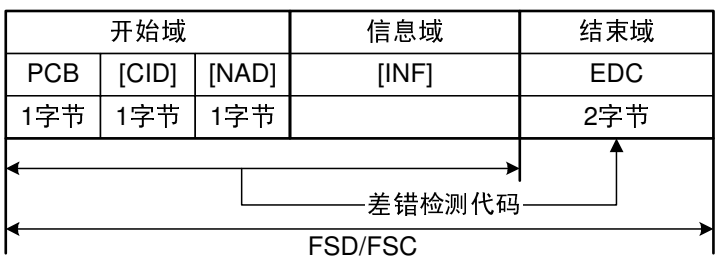 开始域 信息域 结束域
PCB [CID] [NAD] [INF] EDC
1字节 1字节 1字节 2字节
差错检测代码
FSD/FSC